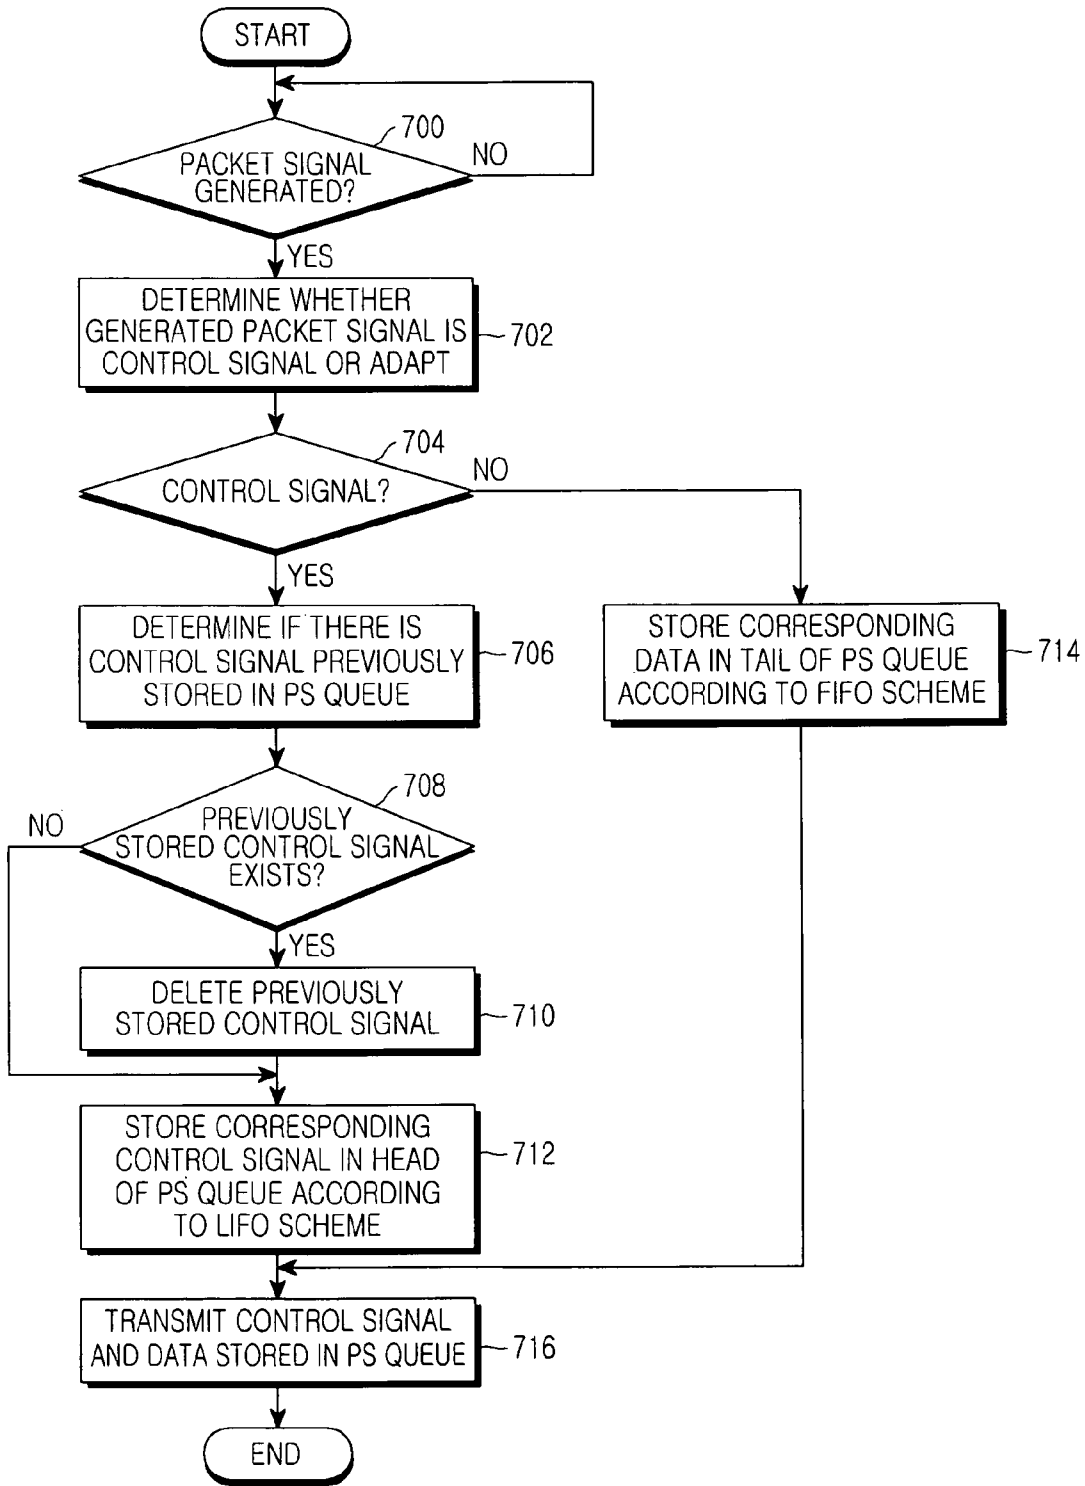 START
700
PACKET SIGNAL
GENERATED?
NO
YES
DETERMINE WHETHER
GENERATED PACKET SIGNAL IS
CONTROL SIGNAL OR ADAPT
702
704
CONTROL SIGNAL?
NO
YES
DETERMINE IF THERE IS
CONTROL SIGNAL PREVIOUSLY
STORED IN PS QUEUE
706
STORE CORRESPONDING
DATA IN TAIL OF PS QUEUE
ACCORDING TO FIFO SCHEME
714
708
NO
PREVIOUSLY
STORED CONTROL SIGNAL
EXISTS?
YES
DELETE PREVIOUSLY
STORED CONTROL SIGNAL
710
STORE CORRESPONDING
CONTROL SIGNAL IN HEAD
OF PS QUEUE ACCORDING
TO LIFO SCHEME
712
TRANSMIT CONTROL SIGNAL
AND DATA STORED IN PS QUEUE
716
END